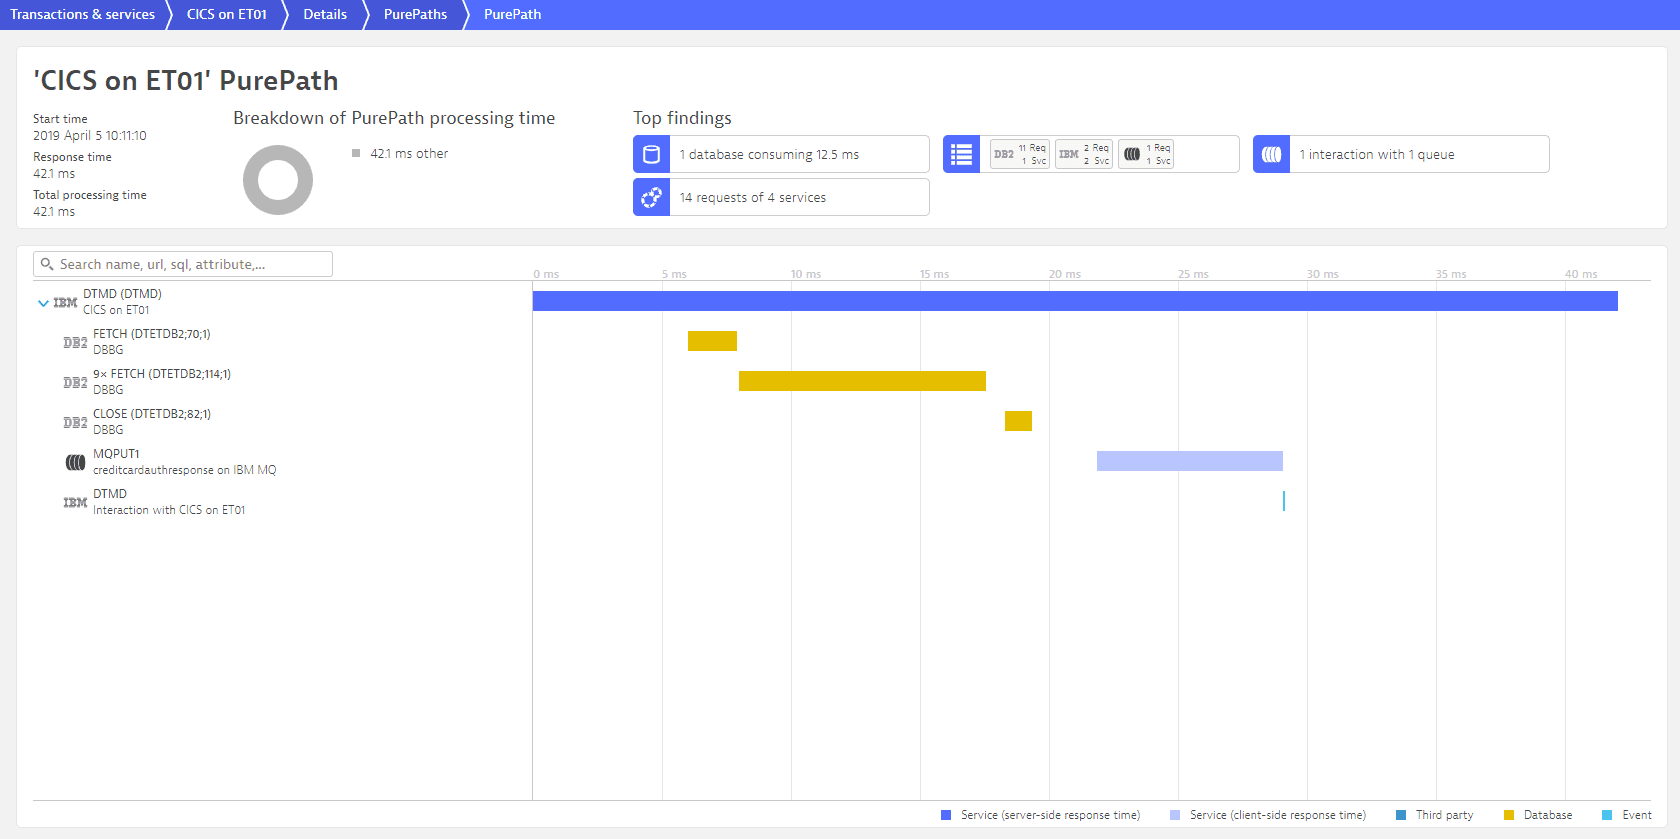 Transactions & services
CICS on ET01
Details
PurePaths
PurePath
'CICS on ET01' PurePath
Start time
2019 April 5 10:11:10
Response time
42.1 ms
Total processing time
42.1 ms
Breakdown of PurePath processing time
42.1 ms other
Top findings
1 database consuming 12.5 ms
DB2 11 Req
1 Svc
IBM 2 Req
2 Svc
1 Req
1 Svc
1 interaction with 1 queue
14 requests of 4 services
Search name, url, sql, attribute,...
0 ms 5 ms 10 ms 15 ms 20 ms 25 ms 30 ms 35 ms 40 ms
IBM DTMD (DTMD)
CICS on ET01
DB2 FETCH (DTETDB2;70;1)
DBBG
DB2 9x FETCH (DTETDB2;114;1)
DBBG
DB2 CLOSE (DTETDB2;82;1)
DBBG
MQPUT1
creditcardauthresponse on IBM MQ
IBM DTMD
Interaction with CICS on ET01
Service (server-side response time) Service (client-side response time) Third party Database Event